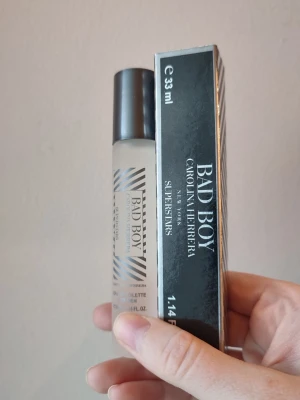 e 33 ml
BAD BOY
CAROLINA HERRERA
NEW YORK
SUPERSTARS
1.14 F
BAD BOY